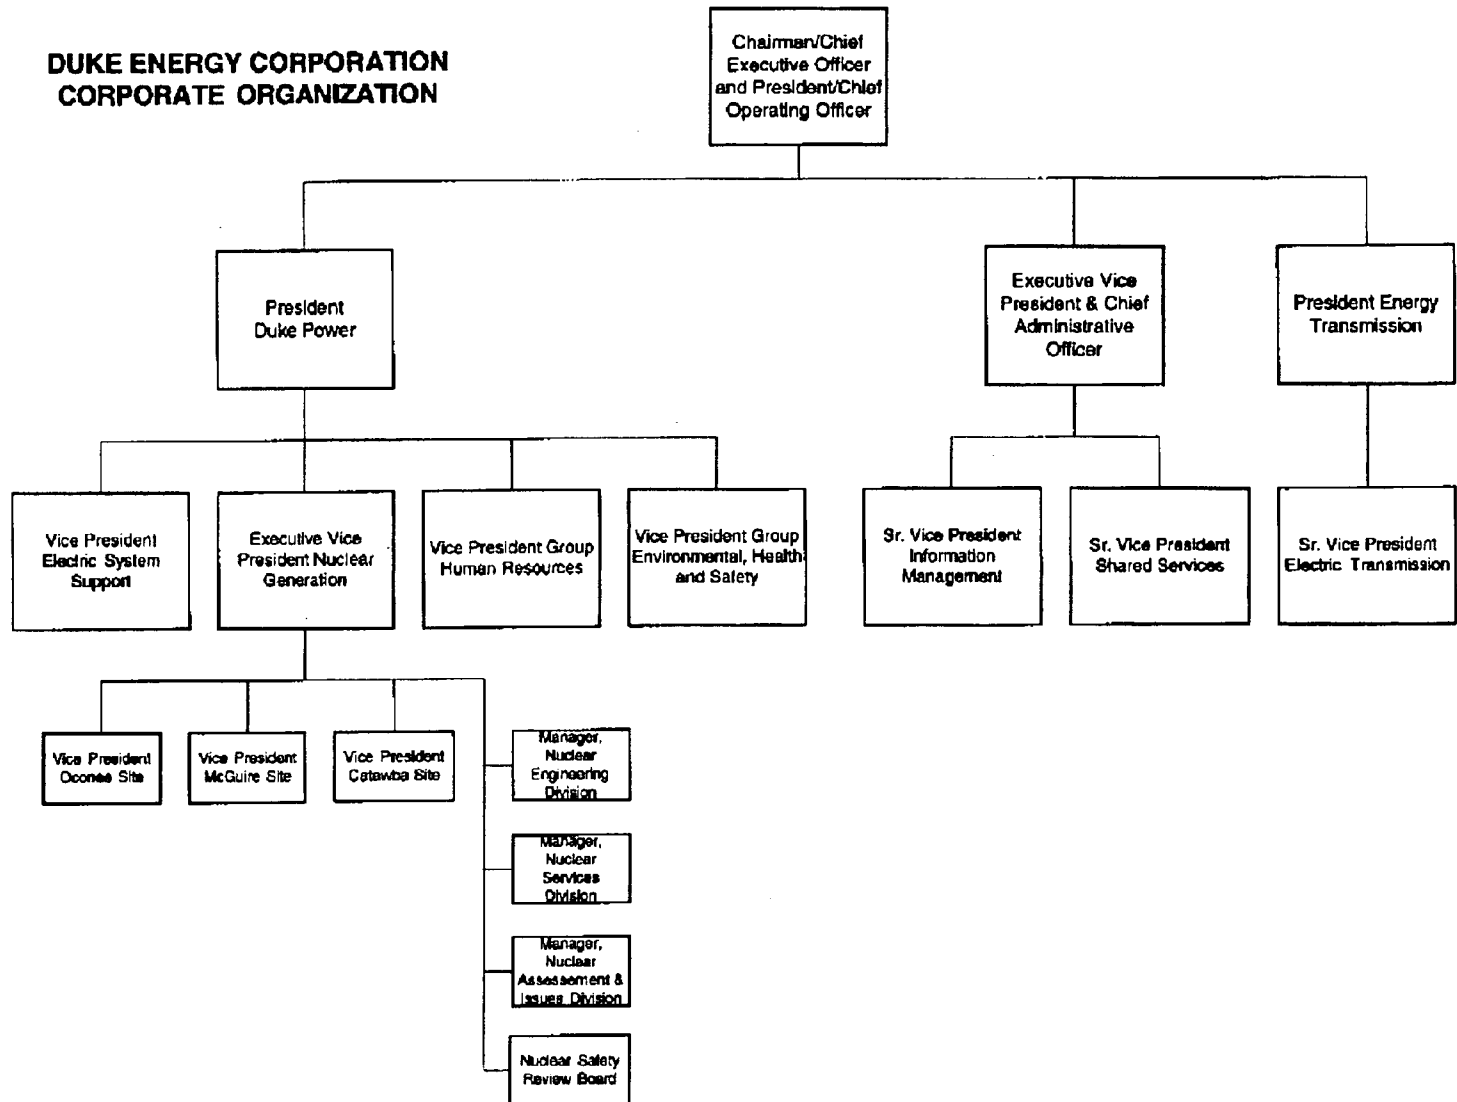 DUKE ENERGY CORPORATION
CORPORATE ORGANIZATION
Chairman/Chief
Executive Officer
and President/Chief
Operating Officer
President
Duke Power
Executive Vice
President & Chief
Administrative
Officer
President Energy
Transmission
Vice President
Electric System
Support
Executive Vice
President Nuclear
Generation
Vice President Group
Human Resources
Vice President Group
Environmental, Health
and Safety
Sr. Vice President
Information
Management
Sr. Vice President
Shared Services
Sr. Vice President
Electric Transmission
Vice President
Oconee Site
Vice President
McGuire Site
Vice President
Catawba Site
Manager,
Nuclear
Engineering
Division
Manager,
Nuclear
Services
Division
Manager,
Nuclear
Assessement &
Issues Division
Nuclear Safety
Review Board